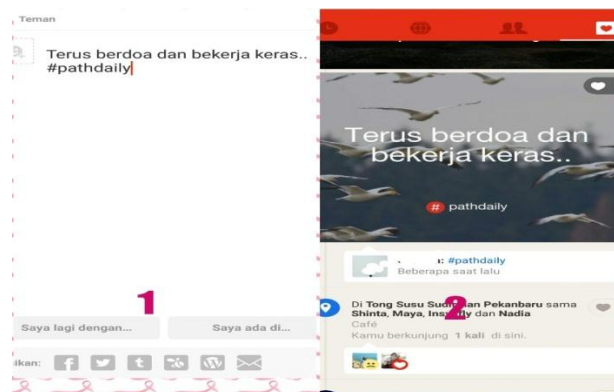 Teman
Terus berdoa dan bekerja keras..
#pathdaily
1
Saya lagi dengan...
Saya ada di...
ikan:
Terus berdoa dan
bekerja keras..
# pathdaily
: #pathdaily
Beberapa saat lalu
2
Di Tong Susu Pekanbaru sama
Shinta, Maya, dan Nadia
Café
Kamu berkunjung 1 kali di sini.